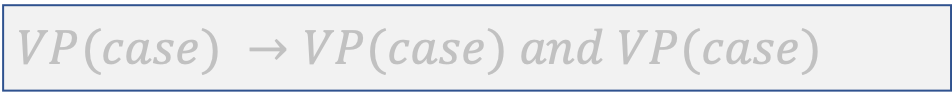 VP(case) → VP(case) and VP(case)